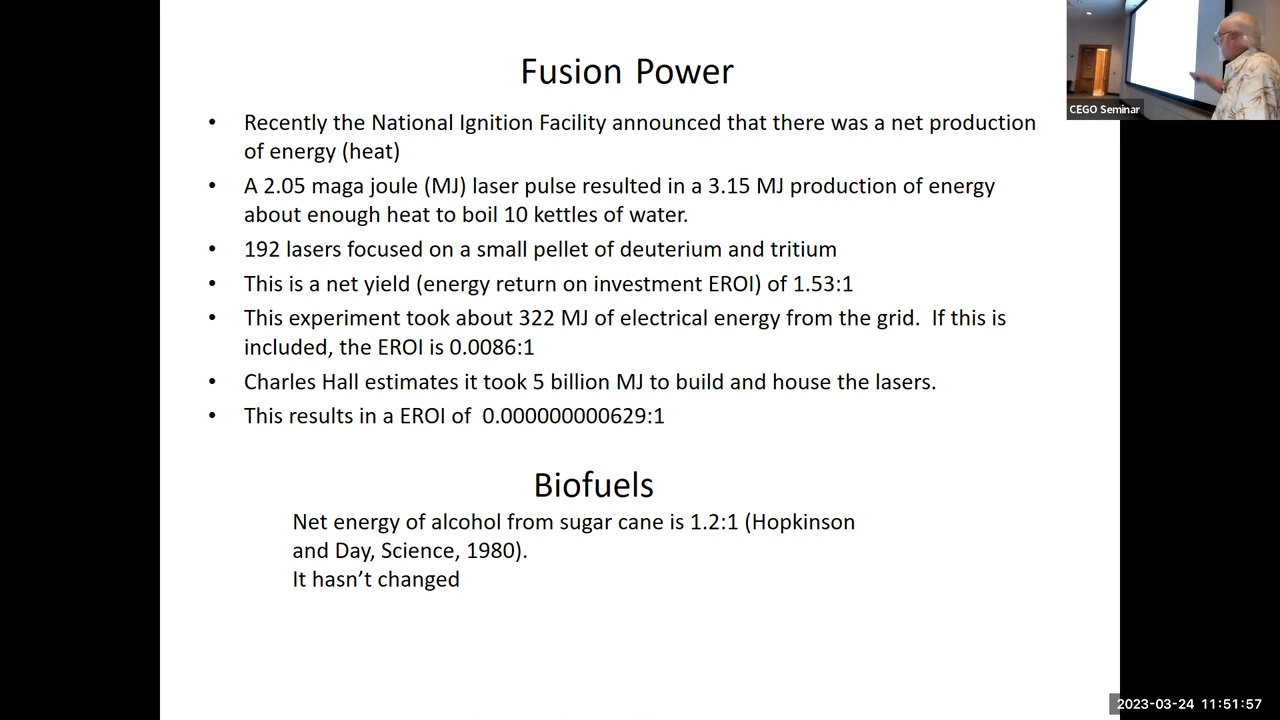 Fusion Power
• Recently the National Ignition Facility announced that there was a net production
of energy (heat)
• A 2.05 maga joule (MJ) laser pulse resulted in a 3.15 MJ production of energy
about enough heat to boil 10 kettles of water.
• 192 lasers focused on a small pellet of deuterium and tritium
• This is a net yield (energy return on investment EROI) of 1.53:1
• This experiment took about 322 MJ of electrical energy from the grid.  If this is
included, the EROI is 0.0086:1
• Charles Hall estimates it took 5 billion MJ to build and house the lasers.
• This results in a EROI of  0.000000000629:1
Biofuels
Net energy of alcohol from sugar cane is 1.2:1 (Hopkinson
and Day, Science, 1980).
It hasn’t changed
CEGO Seminar
2023-03-24 11:51:57